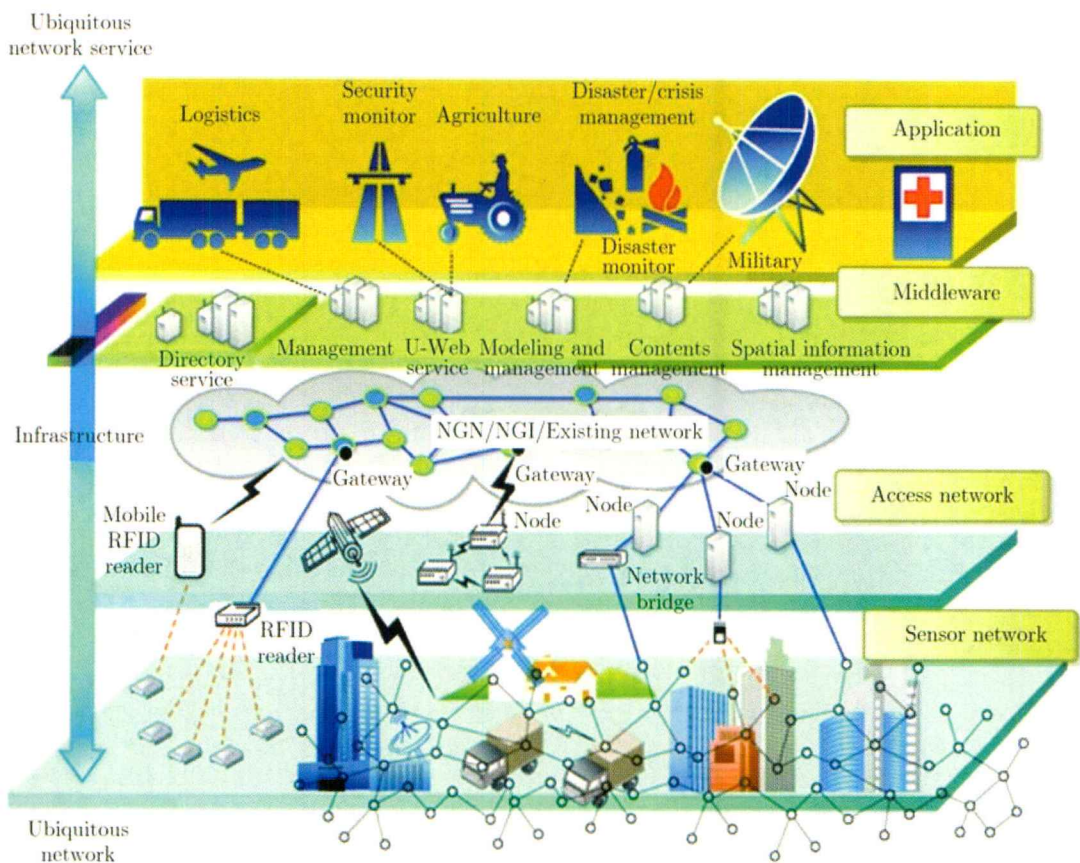 Ubiquitous
network service
Logistics
Security
monitor
Agriculture
Disaster/crisis
management
Application
Disaster
monitor
Military
Middleware
Directory
service
Management
U-Web
service
Modeling and
management
Contents
management
Spatial information
management
Infrastructure
NGN/NGI/Existing network
Gateway
Gateway
Gateway
Access network
Mobile
RFID
reader
Node
Node
Node
Node
Network
bridge
RFID
reader
Sensor network
Ubiquitous
network